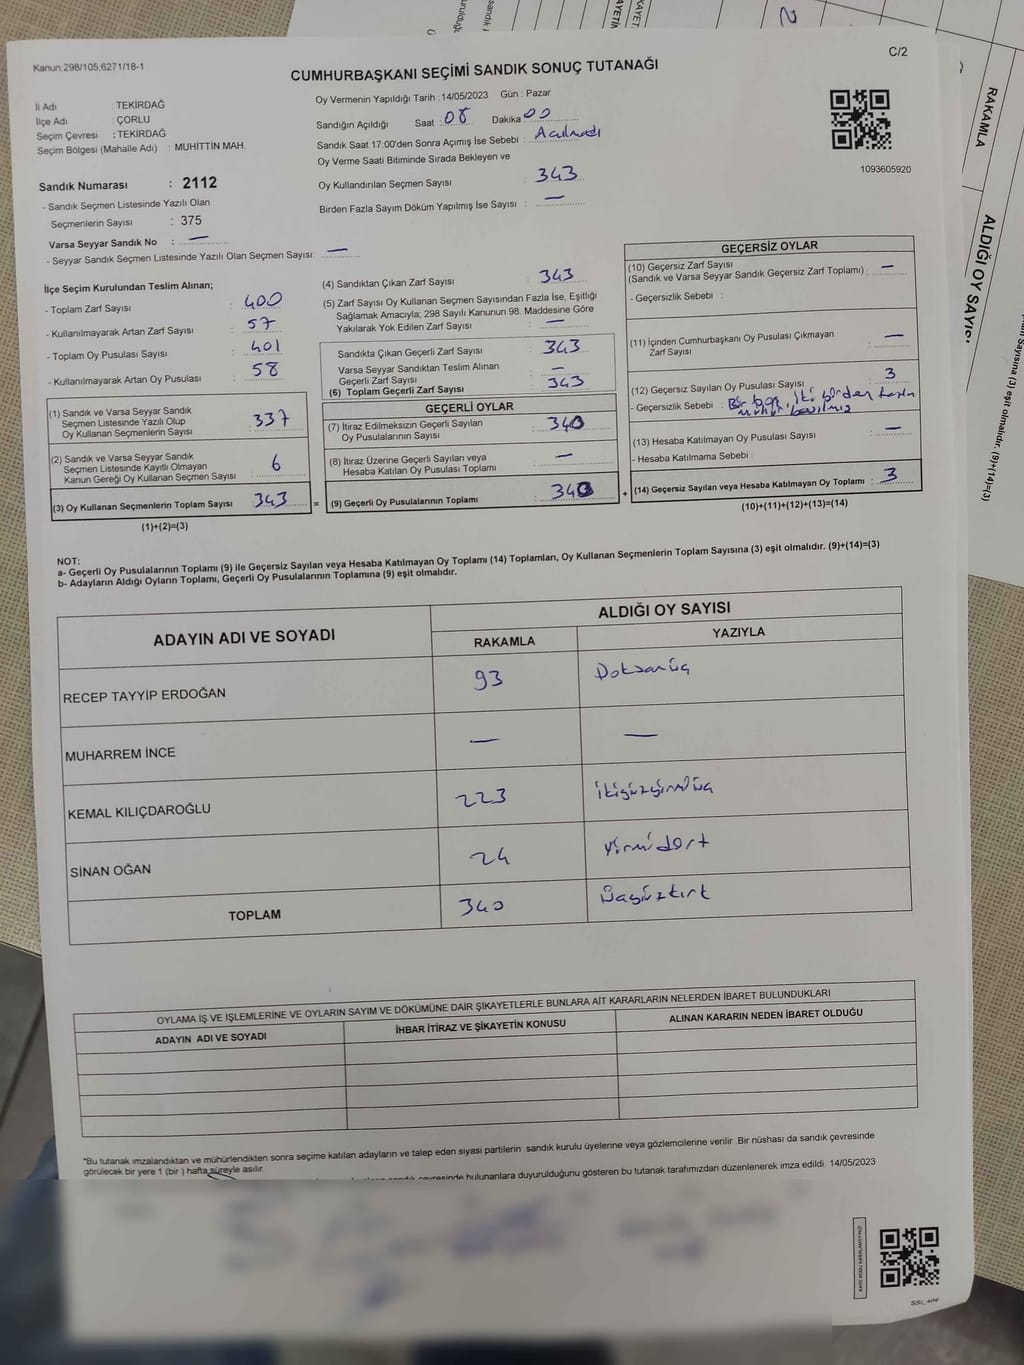 Kanun;298/105,6271/18-1
C/2
CUMHURBAŞKANI SEÇİMİ SANDIK SONUÇ TUTANAĞI
İl Adı : TEKİRDAĞ
İlçe Adı : ÇORLU
Seçim Çevresi : TEKİRDAĞ
Seçim Bölgesi (Mahalle Adı) : MUHİTTİN MAH.
Oy Vermenin Yapıldığı Tarih : 14/05/2023 Gün : Pazar
Sandığın Açıldığı Saat : 08 Dakika : 00
Sandık Saat 17:00'den Sonra Açımış İse Sebebi : Açılmadı
Oy Verme Saati Bitiminde Sırada Bekleyen ve
Oy Kullandırılan Seçmen Sayısı : 343
Birden Fazla Sayım Döküm Yapılmış İse Sayısı : —
1093605920
Sandık Numarası : 2112
- Sandık Seçmen Listesinde Yazılı Olan
Seçmenlerin Sayısı : 375
Varsa Seyyar Sandık No : —
- Seyyar Sandık Seçmen Listesinde Yazılı Olan Seçmen Sayısı: —
İlçe Seçim Kurulundan Teslim Alınan;
- Toplam Zarf Sayısı : 400
- Kullanılmayarak Artan Zarf Sayısı : 57
- Toplam Oy Pusulası Sayısı : 401
- Kullanılmayarak Artan Oy Pusulası : 58
(1) Sandık ve Varsa Seyyar Sandık
Seçmen Listesinde Yazılı Olup
Oy Kullanan Seçmenlerin Sayısı : 337
(2) Sandık ve Varsa Seyyar Sandık
Seçmen Listesinde Kayıtlı Olmayan
Kanun Gereği Oy Kullanan Seçmen Sayısı : 6
(3) Oy Kullanan Seçmenlerin Toplam Sayısı : 343 =
(1)+(2)=(3)
(4) Sandıktan Çıkan Zarf Sayısı : 343
(5) Zarf Sayısı Oy Kullanan Seçmen Sayısından Fazla İse, Eşitliği
Sağlamak Amacıyla; 298 Sayılı Kanunun 98. Maddesine Göre
Yakılarak Yok Edilen Zarf Sayısı : —
Sandıkta Çıkan Geçerli Zarf Sayısı : 343
Varsa Seyyar Sandıktan Teslim Alınan
Geçerli Zarf Sayısı : —
(6) Toplam Geçerli Zarf Sayısı : 343
GEÇERLİ OYLAR
(7) İtiraz Edilmeksizin Geçerli Sayılan
Oy Pusulalarının Sayısı : 340
(8) İtiraz Üzerine Geçerli Sayılan veya
Hesaba Katılan Oy Pusulası Toplamı : —
(9) Geçerli Oy Pusulalarının Toplamı : 340 +
GEÇERSİZ OYLAR
(10) Geçersiz Zarf Sayısı
(Sandık ve Varsa Seyyar Sandık Geçersiz Zarf Toplamı) : —
- Geçersizlik Sebebi :
(11) İçinden Cumhurbaşkanı Oy Pusulası Çıkmayan
Zarf Sayısı : —
(12) Geçersiz Sayılan Oy Pusulası Sayısı : 3
- Geçersizlik Sebebi : Bir boş, iki birden fazla
mühür basılmış
(13) Hesaba Katılmayan Oy Pusulası Sayısı : —
- Hesaba Katılmama Sebebi :
(14) Geçersiz Sayılan veya Hesaba Katılmayan Oy Toplamı : 3
(10)+(11)+(12)+(13)=(14)
NOT:
a- Geçerli Oy Pusulalarının Toplamı (9) ile Geçersiz Sayılan veya Hesaba Katılmayan Oy Toplamı (14) Toplamları, Oy Kullanan Seçmenlerin Toplam Sayısına (3) eşit olmalıdır. (9)+(14)=(3)
b- Adayların Aldığı Oyların Toplamı, Geçerli Oy Pusulalarının Toplamına (9) eşit olmalıdır.
ADAYIN ADI VE SOYADI
ALDIĞI OY SAYISI
RAKAMLA YAZIYLA
RECEP TAYYİP ERDOĞAN 93 Doksanüç
MUHARREM İNCE — —
KEMAL KILIÇDAROĞLU 223 ikiyüzyirmiüç
SİNAN OĞAN 24 Yirmidört
TOPLAM 340 Üçyüzkırk
OYLAMA İŞ VE İŞLEMLERİNE VE OYLARIN SAYIM VE DÖKÜMÜNE DAİR ŞİKAYETLERLE BUNLARA AİT KARARLARIN NELERDEN İBARET BULUNDUKLARI
ADAYIN ADI VE SOYADI İHBAR İTİRAZ VE ŞİKAYETİN KONUSU ALINAN KARARIN NEDEN İBARET OLDUĞU
"Bu tutanak imzalandıktan ve mühürlendikten sonra seçime katılan adayların ve talep eden siyasi partilerin sandık kurulu üyelerine veya gözlemcilerine verilir .Bir nüshası da sandık çevresinde
görülecek bir yere 1 (bir ) hafta süreyle asılır.
sandık çevresinde bulunanlara duyurulduğunu gösteren bu tutanak tarafımızdan düzenlenerek imza edildi. 14/05/2023
RAKAMLA
ALDIĞI OY SAYISI
Sayısına (3) eşit olmalıdır. (9)+(14)=(3)